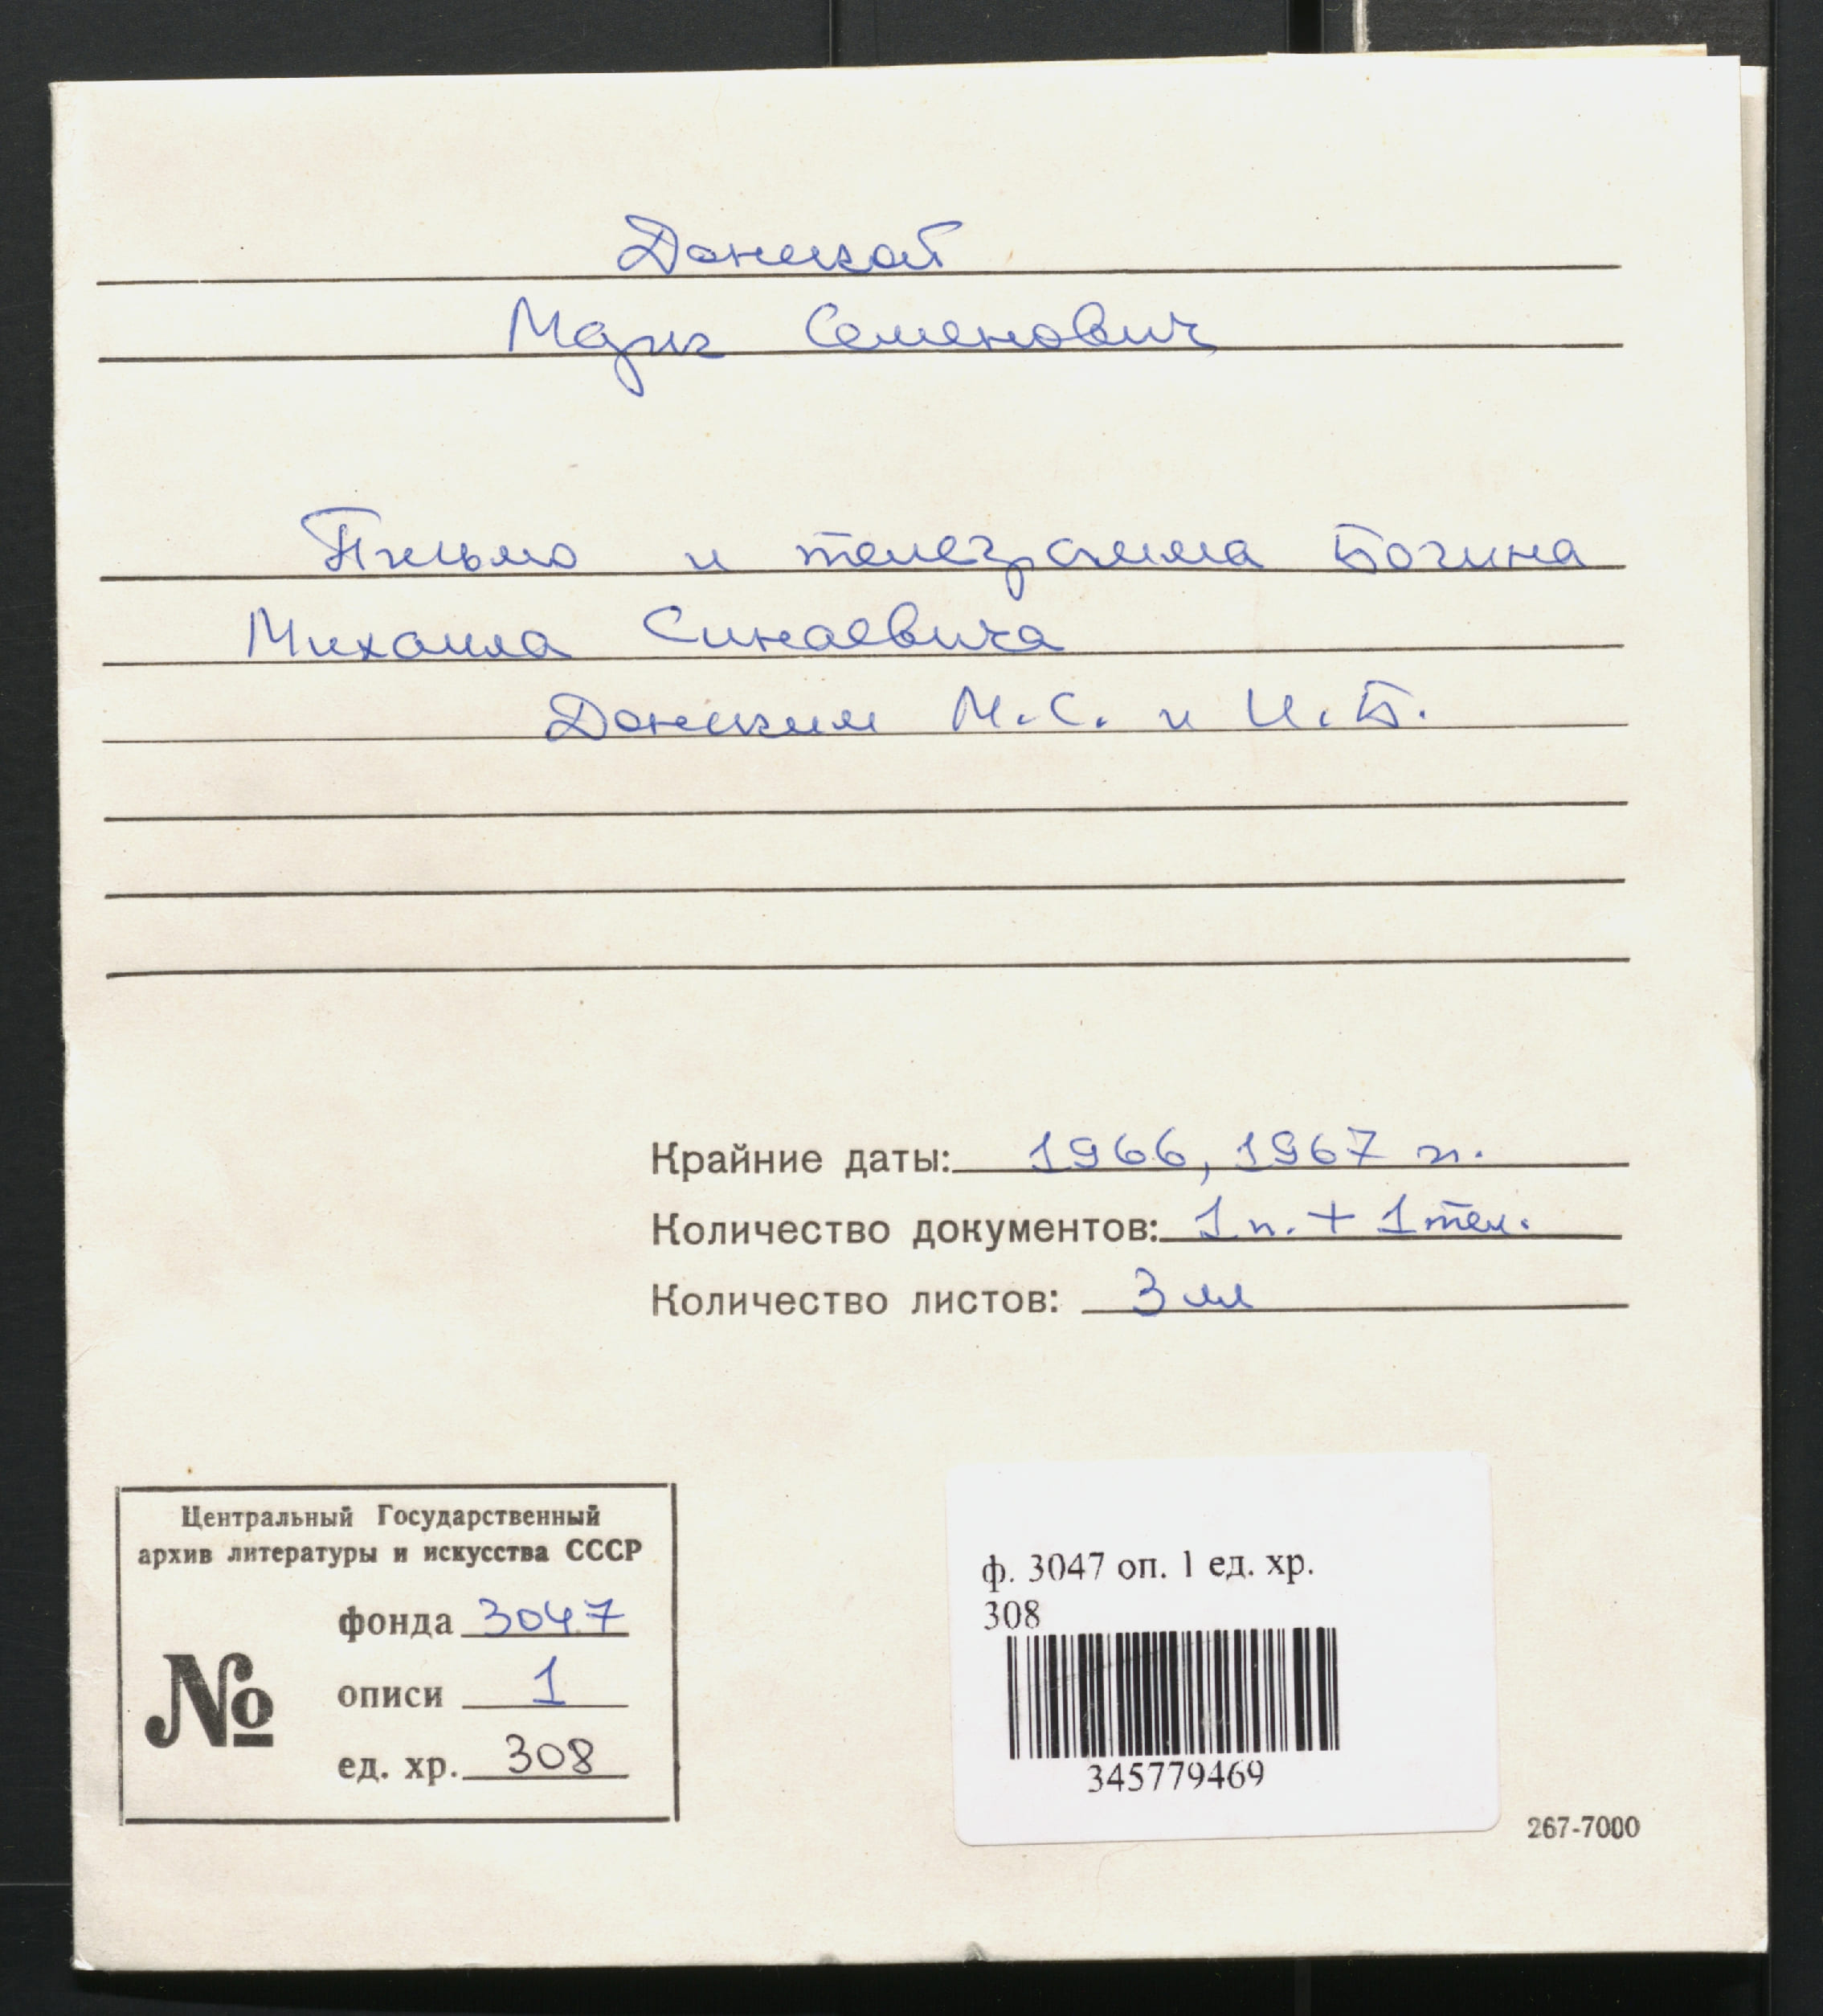 Донской
Марк Семенович
Письмо и телеграмма Богина
Михаила Синаевича
Донским М.С. и И.Б.
Крайние даты: 1966, 1967 гг.
Количество документов: 1 п. + 1 тел.
Количество листов: 3 лл
Центральный Государственный
архив литературы и искусства СССР
фонда 3047
№ описи 1
ед. хр. 308
ф. 3047 оп. 1 ед. хр.
308
345779469
267-7000